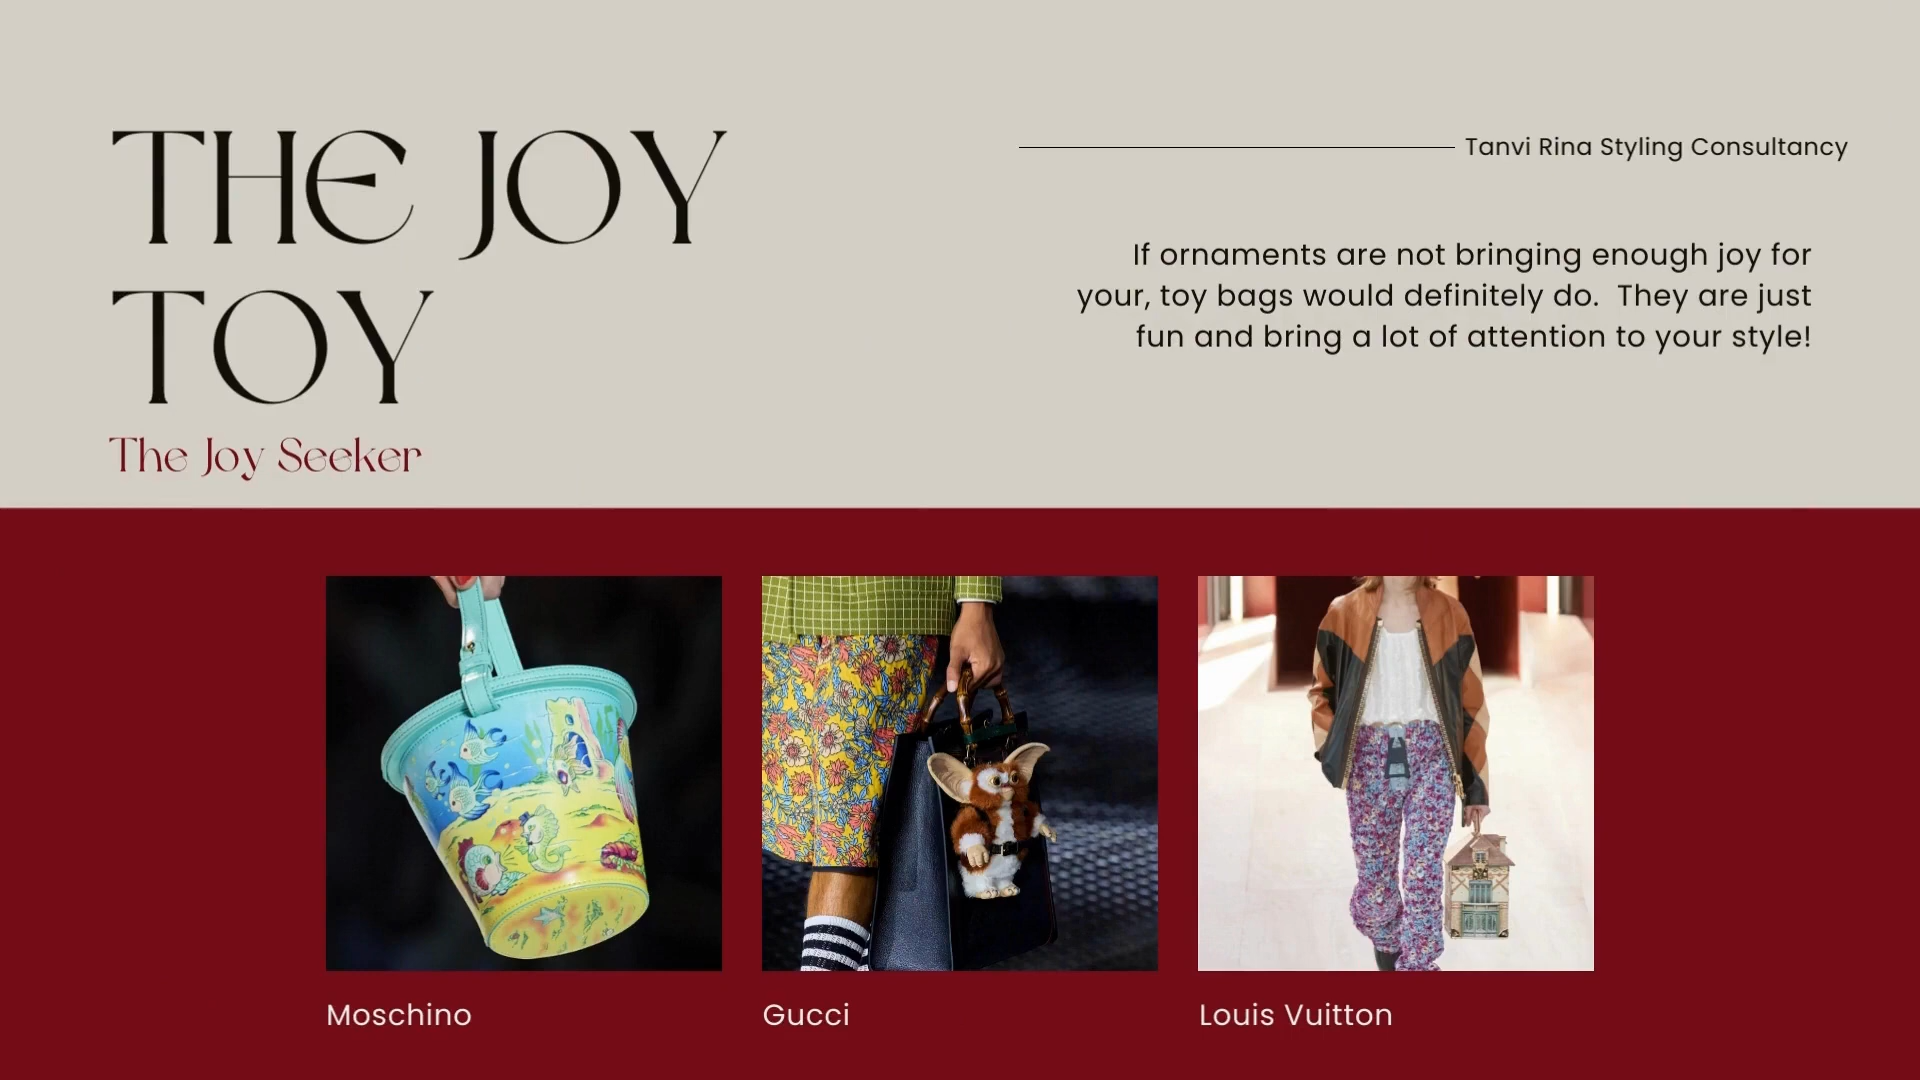 THE JOY
TOY
The Joy Seeker
Tanvi Rina Styling Consultancy
If ornaments are not bringing enough joy for
your, toy bags would definitely do.  They are just
fun and bring a lot of attention to your style!
Moschino
Gucci
Louis Vuitton